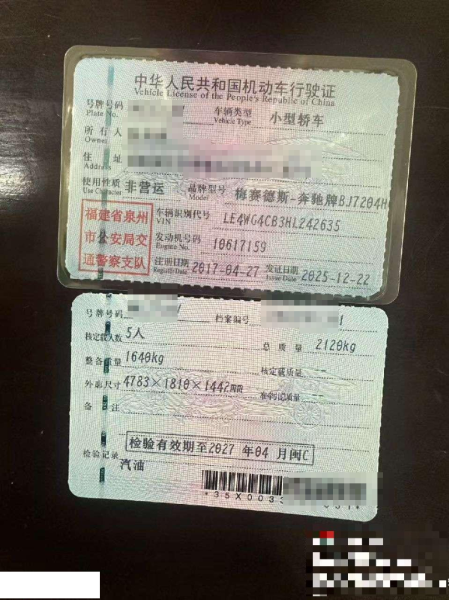 中华人民共和国机动车行驶证
Vehicle License of the People's Republic of China
号牌号码
Plate No.
车辆类型
Vehicle Type
小型轿车
所有人
Owner
住址
Address
使用性质
Use Character
非营运
品牌型号
Model
梅赛德斯-奔驰牌BJ7204H
福建省泉州
市公安局交
通警察支队
车辆识别代号
VIN
LE4WG4CB3HL242635
发动机号码
Engine No.
10617159
注册日期
Register Date
2017-04-27
发证日期
Issue Date
2025-12-22
号牌号码
档案编号
核定载人数
5人
总质量
2120kg
整备质量
1640kg
核定载质量
外廓尺寸
4783×1810×1442
准牵引总质量
备注
检验有效期至2027年04月闽C
检验记录
汽油